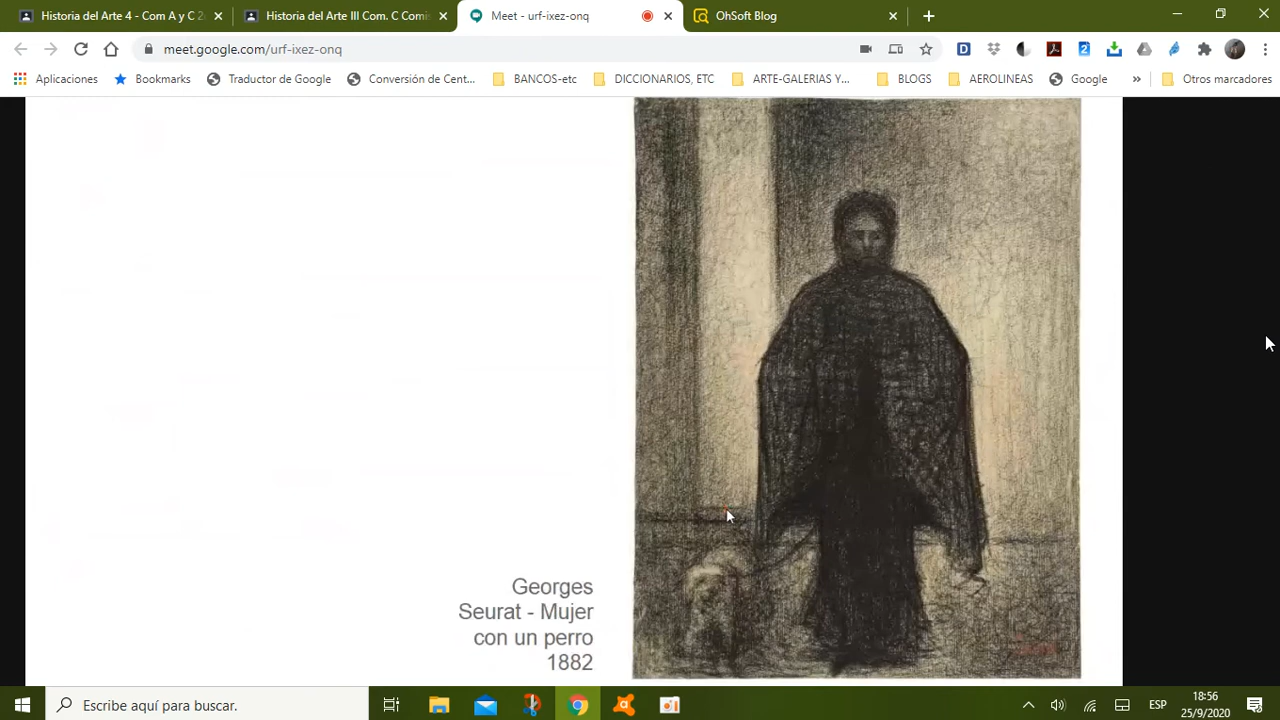 Historia del Arte 4 - Com A y C 2
Historia del Arte III Com. C Comis
Meet - urf-ixez-onq
OhSoft Blog
meet.google.com/urf-ixez-onq
Aplicaciones
Bookmarks
Traductor de Google
Conversión de Cent...
BANCOS-etc
DICCIONARIOS, ETC
ARTE-GALERIAS Y...
BLOGS
AEROLINEAS
Google
»
Otros marcadores
Georges
Seurat - Mujer
con un perro
1882
Escribe aquí para buscar.
ESP
18:56
25/9/2020